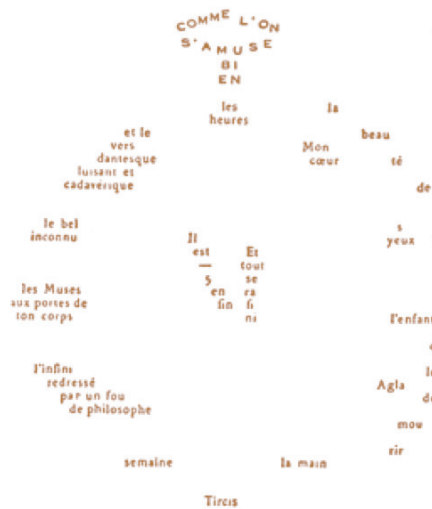 COMME L'ON
S'AMUSE
BI
EN
les
heures
la
beau
té
de
s
yeux
Mon
cœur
et le
vers
dantesque
luisant et
cadavérique
le bel
inconnu
Il
est
—
5
en
fin
Et
tout
se
ra
fi
ni
les Muses
aux portes de
ton corps
l'enfant
Agla
mou
rir
l'infini
redressé
par un fou
de philosophe
semaine
la main
Tircis